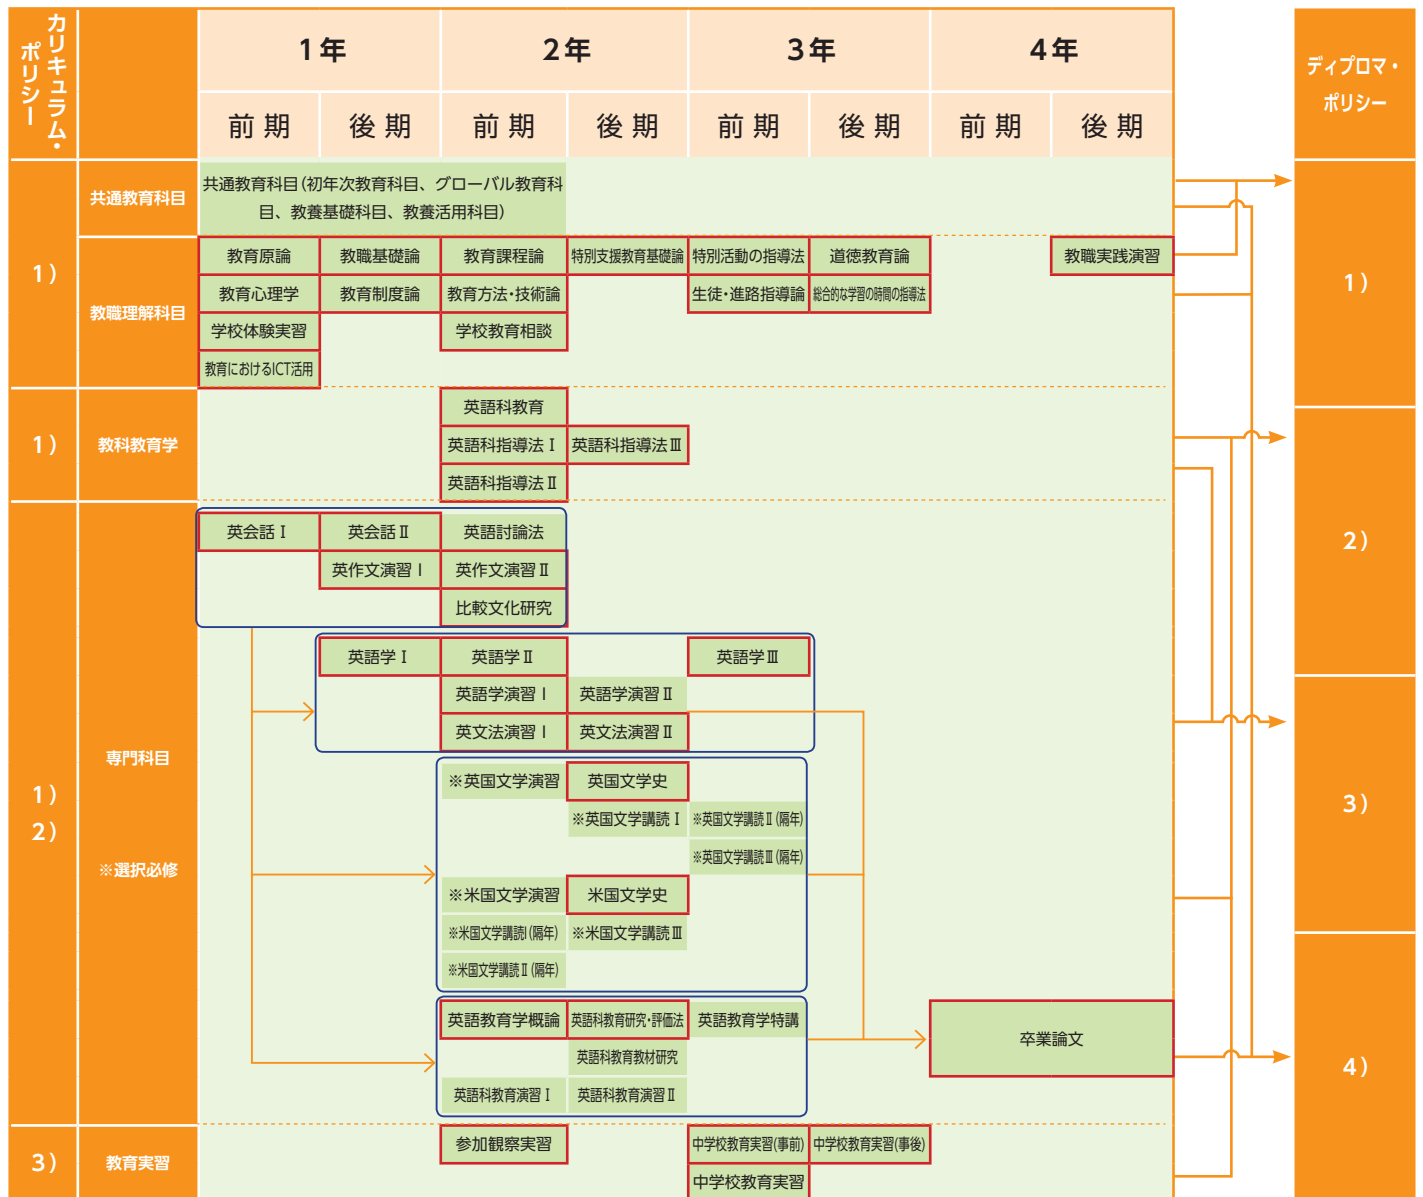 カリキュラム・
ポリシー
1年
2年
3年
4年
ディプロマ・
ポリシー
前期
後期
前期
後期
前期
後期
前期
後期
1）
共通教育科目
共通教育科目（初年次教育科目、グローバル教育科
目、教養基礎科目、教養活用科目）
教職理解科目
教育原論
教職基礎論
教育課程論
特別支援教育基礎論
特別活動の指導法
道徳教育論
教職実践演習
教育心理学
教育制度論
教育方法・技術論
生徒・進路指導論
総合的な学習の時間の指導法
学校体験実習
学校教育相談
教育におけるICT活用
1）
1）
教科教育学
英語科教育
英語科指導法Ⅰ
英語科指導法Ⅲ
英語科指導法Ⅱ
2）
1）
2）
専門科目
※選択必修
英会話Ⅰ
英会話Ⅱ
英語討論法
英作文演習Ⅰ
英作文演習Ⅱ
比較文化研究
英語学Ⅰ
英語学Ⅱ
英語学Ⅲ
英語学演習Ⅰ
英語学演習Ⅱ
英文法演習Ⅰ
英文法演習Ⅱ
※英国文学演習
英国文学史
※英国文学講読Ⅰ
※英国文学講読Ⅱ（隔年）
※英国文学講読Ⅲ（隔年）
3）
※米国文学演習
米国文学史
※米国文学講読Ⅰ（隔年）
※米国文学講読Ⅲ
※米国文学講読Ⅱ（隔年）
英語教育学概論
英語科教育研究・評価法
英語教育学特講
卒業論文
英語科教育教材研究
英語科教育演習Ⅰ
英語科教育演習Ⅱ
4）
3）
教育実習
参加観察実習
中学校教育実習（事前）
中学校教育実習（事後）
中学校教育実習